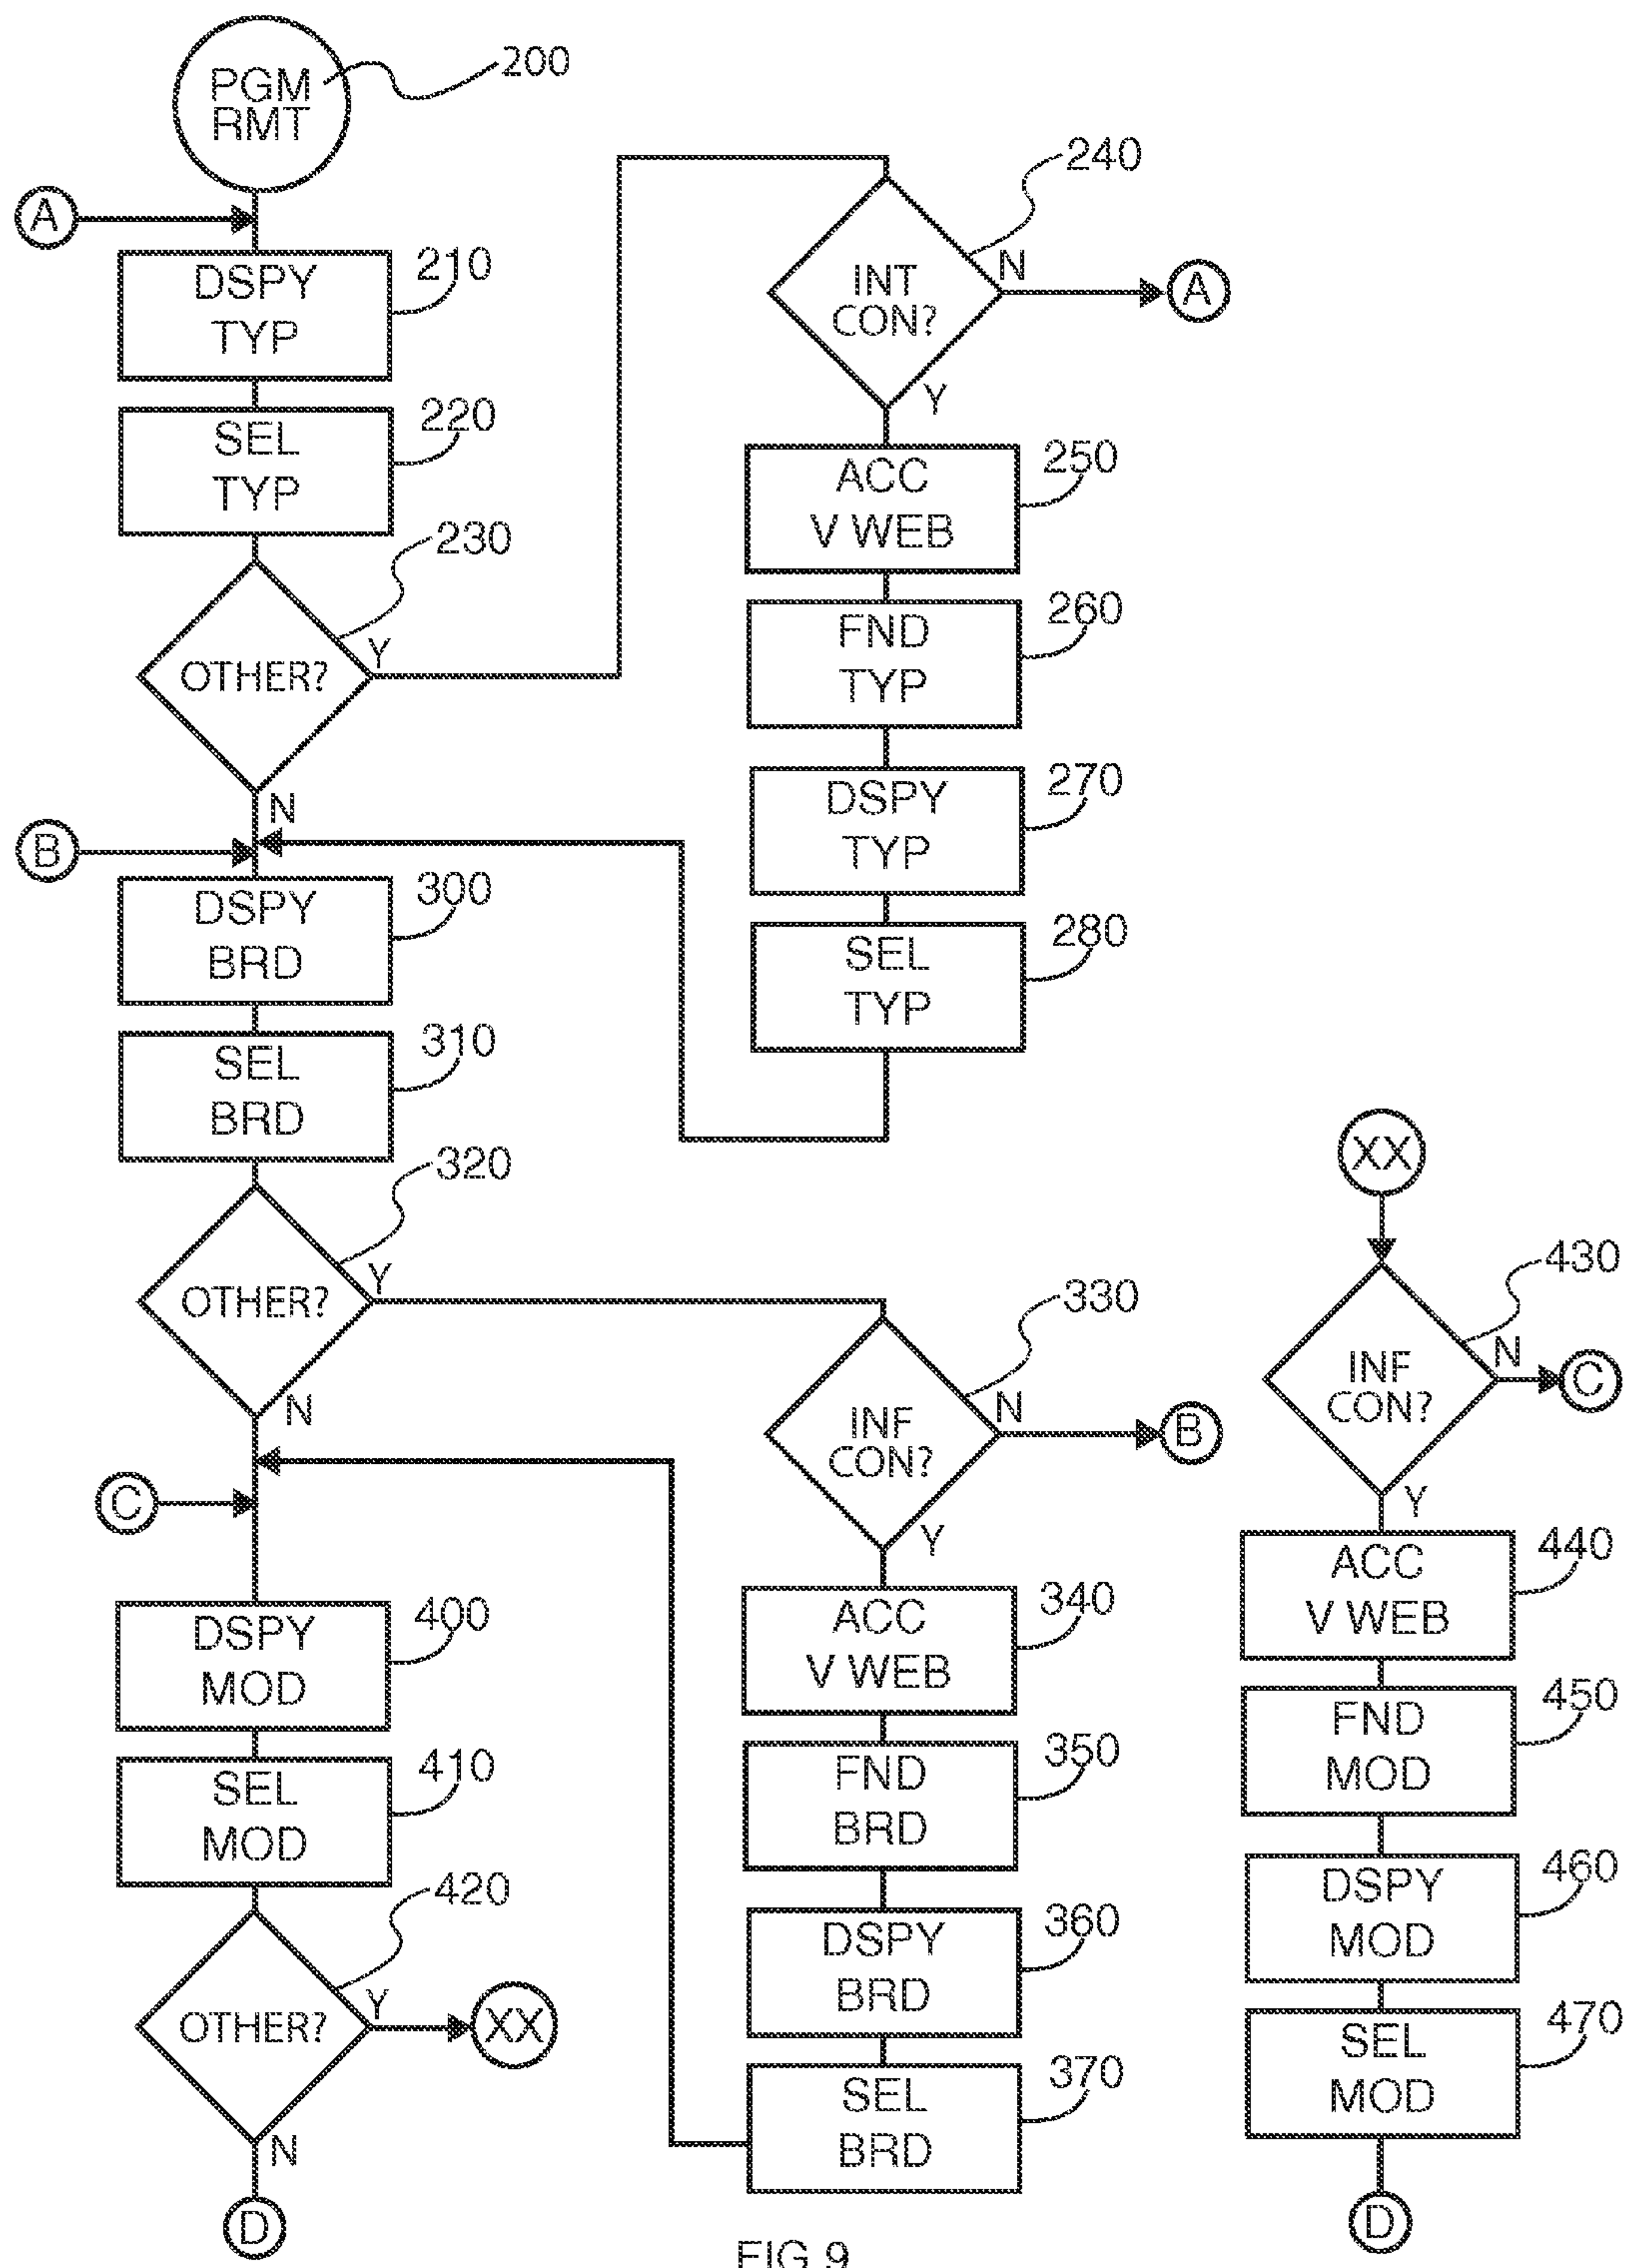 PGM
RMT
200
A
DSPY
TYP
210
SEL
TYP
220
OTHER?
230
Y
N
INT
CON?
240
N
A
Y
ACC
V WEB
250
FND
TYP
260
DSPY
TYP
270
SEL
TYP
280
B
DSPY
BRD
300
SEL
BRD
310
OTHER?
320
Y
N
INF
CON?
330
N
B
Y
ACC
V WEB
340
FND
BRD
350
DSPY
BRD
360
SEL
BRD
370
C
DSPY
MOD
400
SEL
MOD
410
OTHER?
420
Y
XX
N
D
XX
INF
CON?
430
N
C
Y
ACC
V WEB
440
FND
MOD
450
DSPY
MOD
460
SEL
MOD
470
D
FIG 9